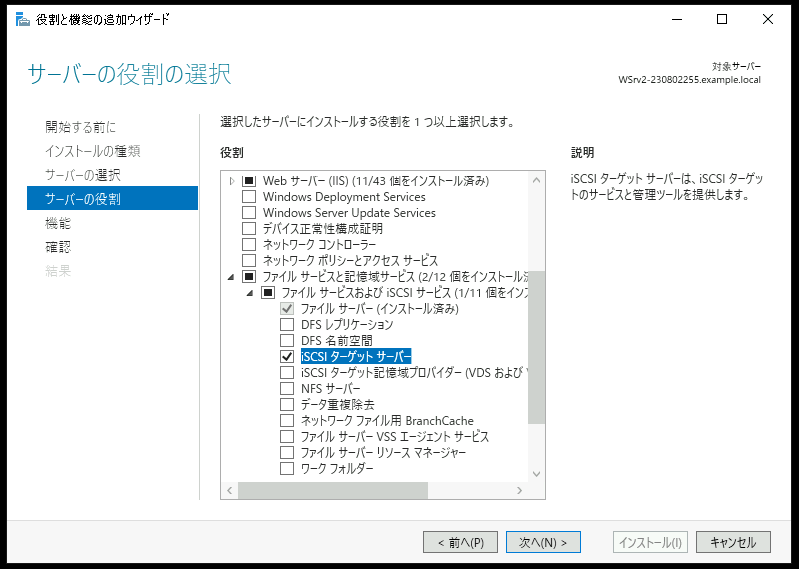 役割と機能の追加ウィザード
サーバーの役割の選択
対象サーバー
WSrv2-230802255.example.local
開始する前に
インストールの種類
サーバーの選択
サーバーの役割
機能
確認
結果
選択したサーバーにインストールする役割を 1 つ以上選択します。
役割
Web サーバー (IIS) (11/43 個をインストール済み)
Windows Deployment Services
Windows Server Update Services
デバイス正常性構成証明
ネットワーク コントローラー
ネットワーク ポリシーとアクセス サービス
ファイル サービスと記憶域サービス (2/12 個をインストール済
ファイル サービスおよび iSCSI サービス (1/11 個をインス
ファイル サーバー (インストール済み)
DFS レプリケーション
DFS 名前空間
iSCSI ターゲット サーバー
iSCSI ターゲット記憶域プロバイダー (VDS および V
NFS サーバー
データ重複除去
ネットワーク ファイル用 BranchCache
ファイル サーバー VSS エージェント サービス
ファイル サーバー リソース マネージャー
ワーク フォルダー
説明
iSCSI ターゲット サーバーは、iSCSI ターゲッ
トのサービスと管理ツールを提供します。
< 前へ(P)
次へ(N) >
インストール(I)
キャンセル